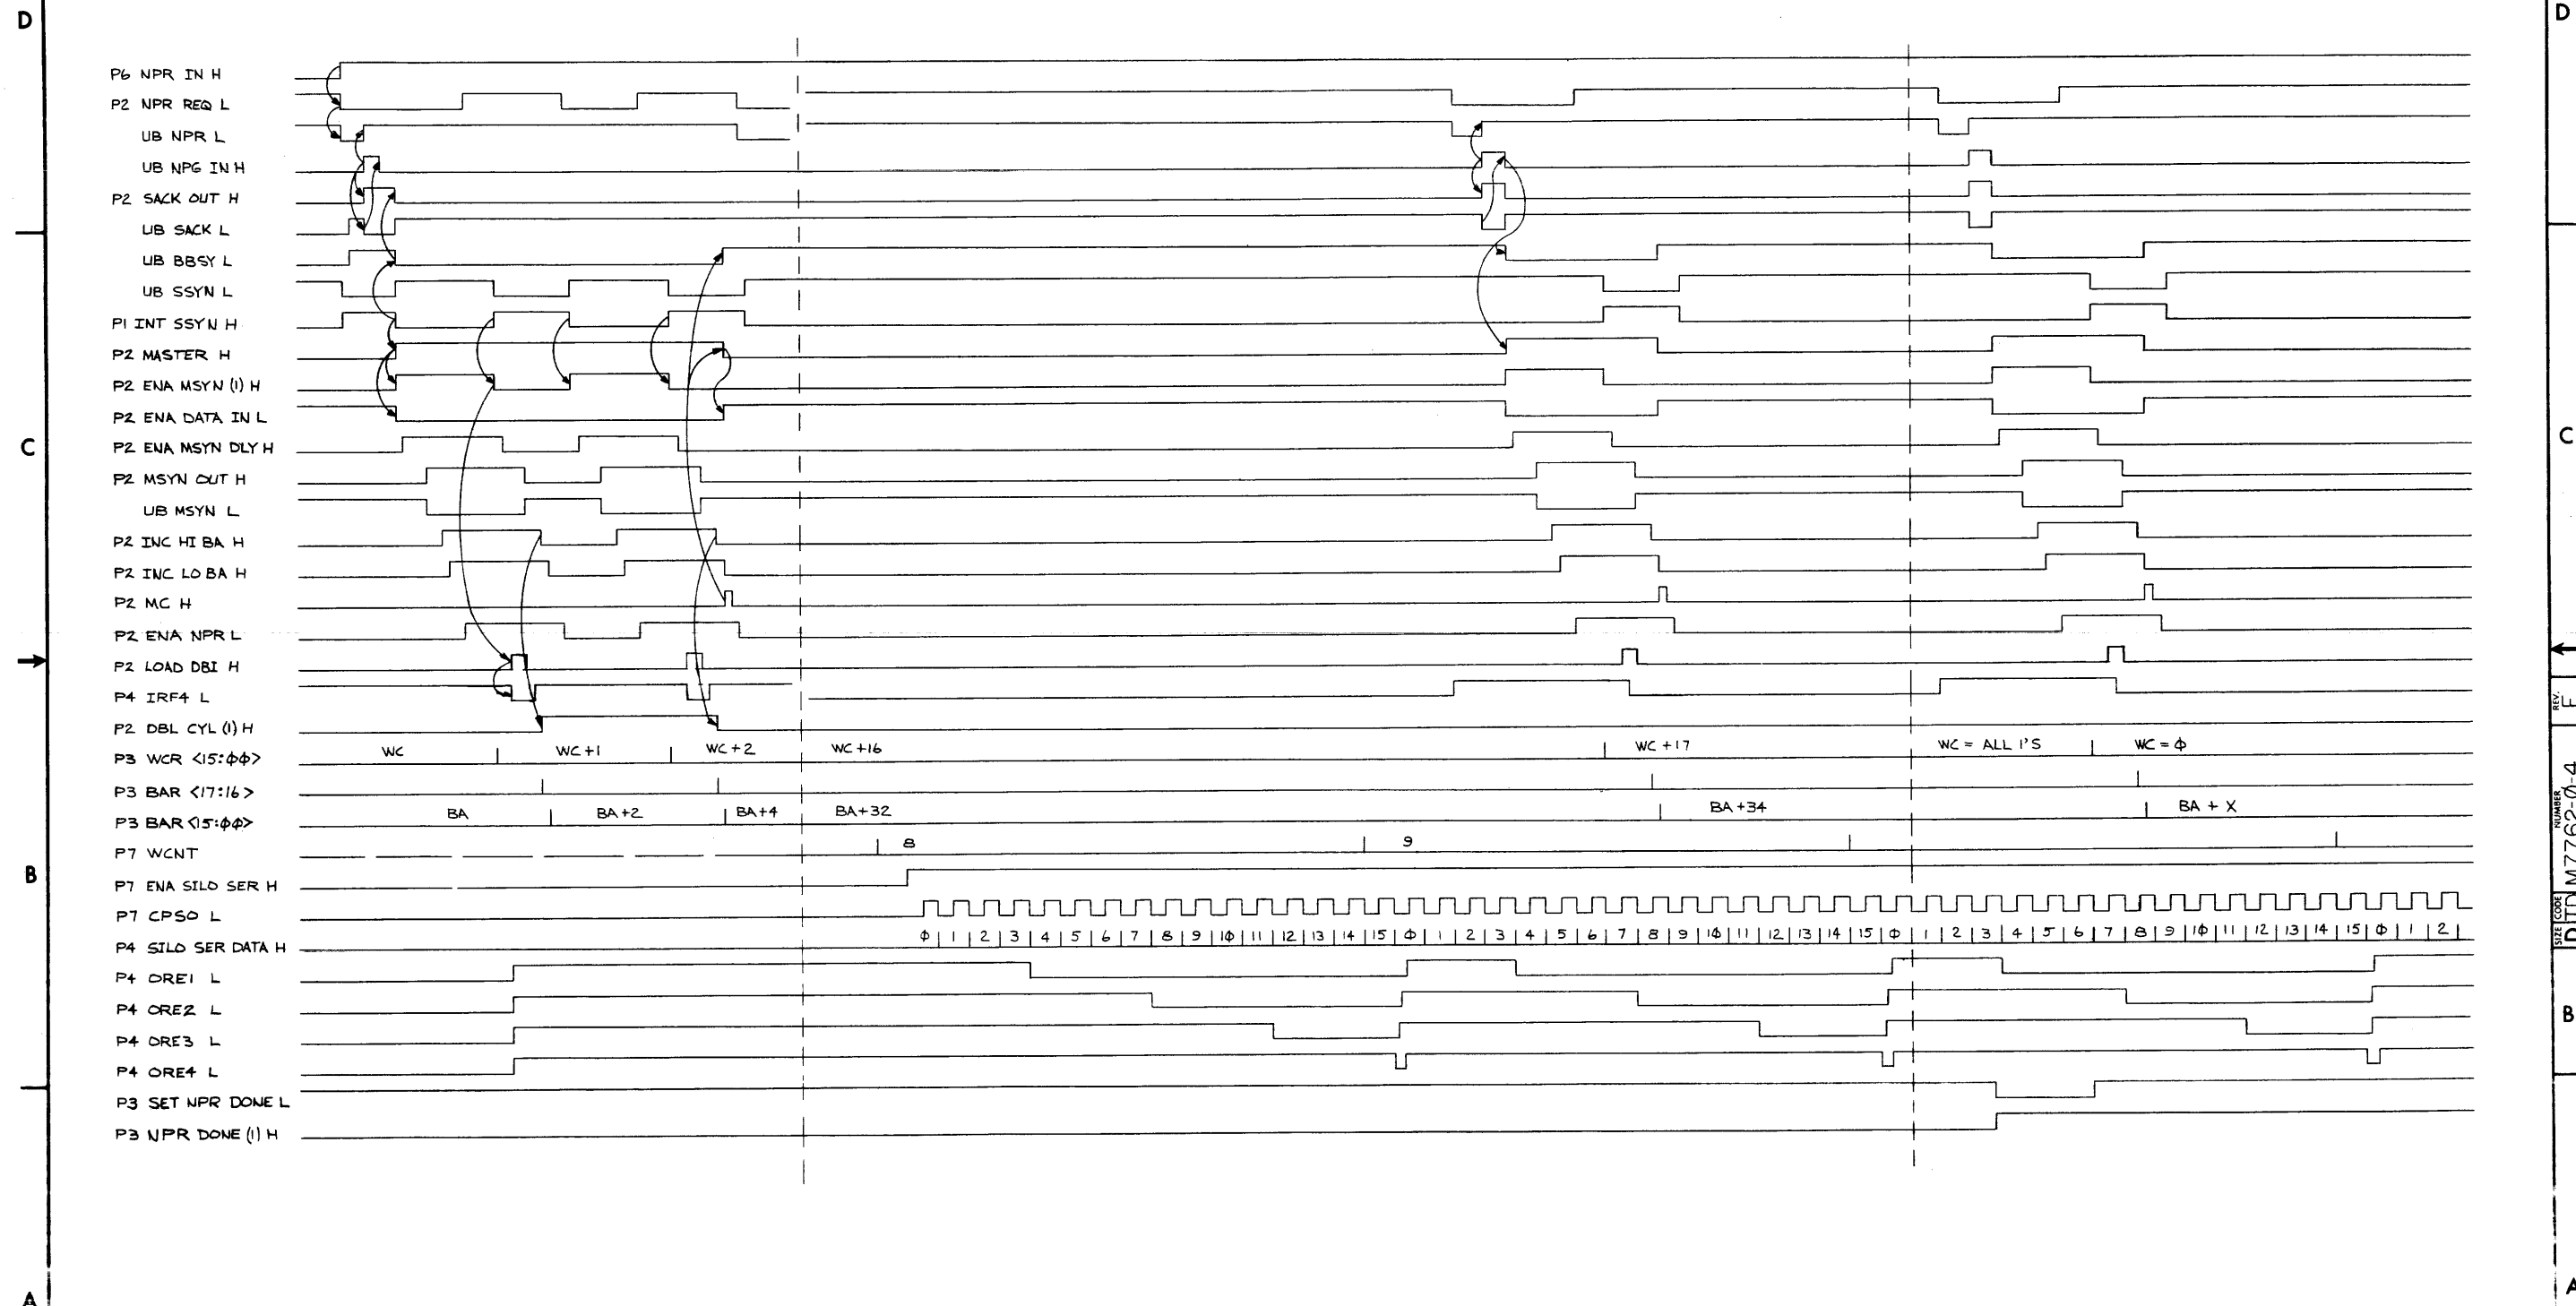 D D
P6 NPR IN H
P2 NPR REQ L
UB NPR L
UB NPG IN H
P2 SACK OUT H
UB SACK L
UB BBSY L
UB SSYN L
P1 INT SSYN H
P2 MASTER H
P2 ENA MSYN (1) H
P2 ENA DATA IN L
C P2 ENA MSYN DLY H C
P2 MSYN OUT H
UB MSYN L
P2 INC HI BA H
P2 INC LO BA H
P2 MC H
P2 ENA NPR L
P2 LOAD DBI H
P4 IRF4 L
P2 DBL CYL (1) H
P3 WCR <15:ΦΦ> WC WC+1 WC+2 WC+16 WC+17 WC = ALL 1'S WC = Φ
P3 BAR <17:16>
P3 BAR <15:ΦΦ> BA BA+2 BA+4 BA+32 BA+34 BA + X
P7 WCNT 8 9
B P7 ENA SILO SER H
P7 CPSO L
P4 SILO SER DATA H Φ 1 2 3 4 5 6 7 8 9 1Φ 11 12 13 14 15 Φ 1 2 3 4 5 6 7 8 9 1Φ 11 12 13 14 15 Φ 1 2 3 4 5 6 7 8 9 1Φ 11 12 13 14 15 Φ 1 2
P4 ORE1 L
P4 ORE2 L B
P4 ORE3 L
P4 ORE4 L
P3 SET NPR DONE L
P3 NPR DONE (1) H
A A
REV.
NUMBER
M7762-0-4
SIZE CODE
D TD